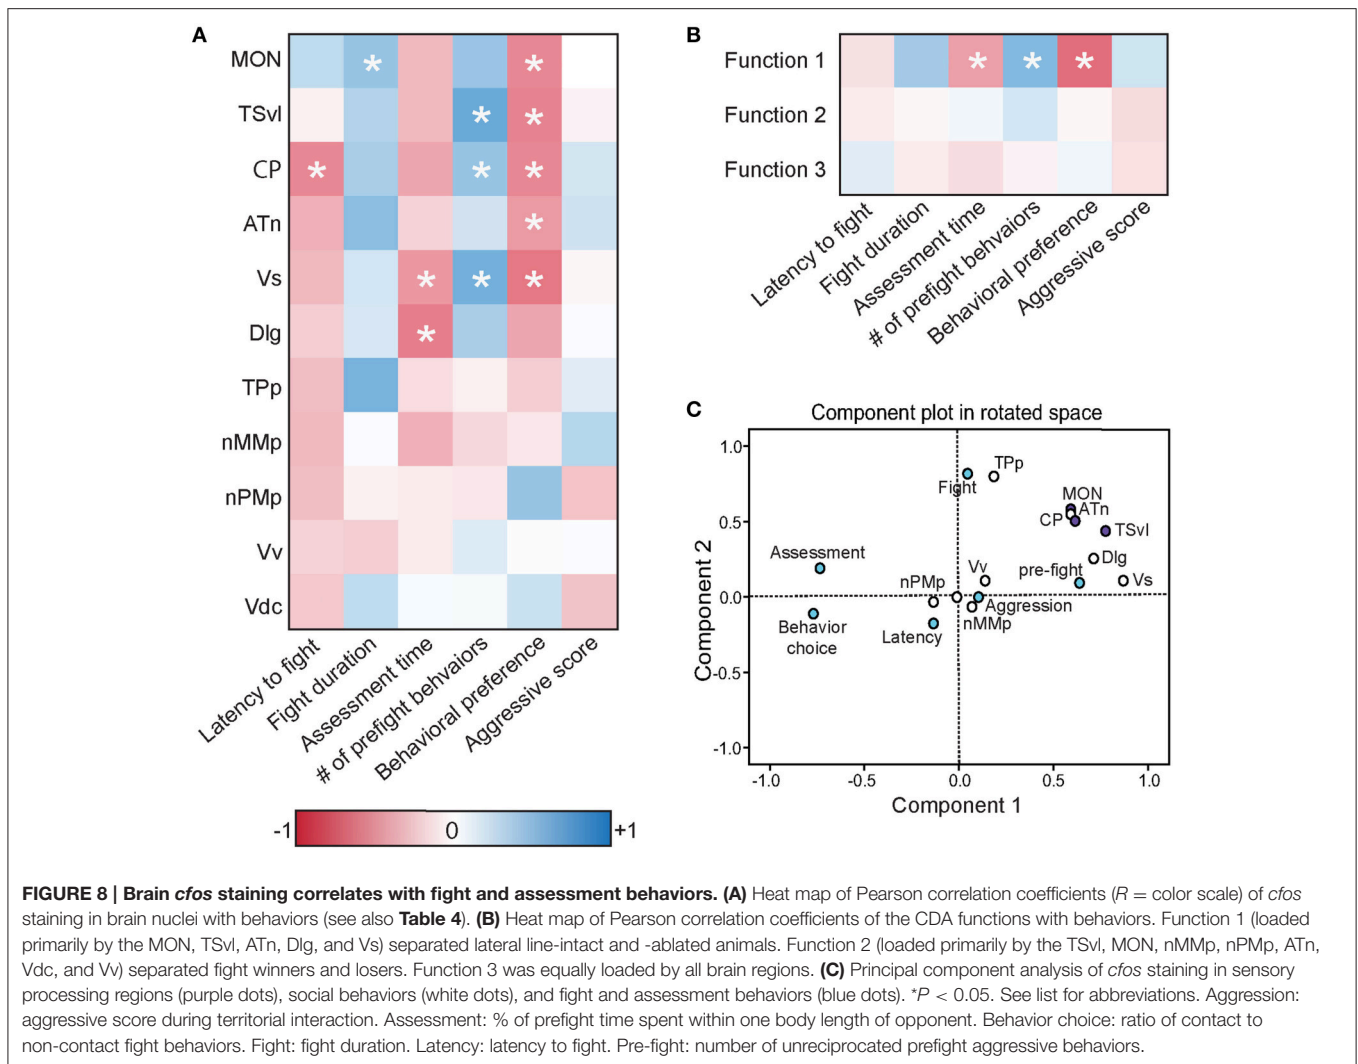 A
MON
TSvl
CP
ATn
Vs
Dlg
TPp
nMMp
nPMp
Vv
Vdc
* *
* *
* * *
*
* * *
*
Latency to fight
Fight duration
Assessment time
# of prefight behvaiors
Behavioral preference
Aggressive score
-1 0 +1
B
Function 1
Function 2
Function 3
* * *
Latency to fight
Fight duration
Assessment time
# of prefight behvaiors
Behavioral preference
Aggressive score
C
Component plot in rotated space
Component 2
1.0
0.5
0.0
-0.5
-1.0
TPp
Fight
MON
ATn
CP
TSvl
Assessment
Dlg
Vv
pre-fight
Vs
nPMp
Aggression
nMMp
Behavior
choice
Latency
-1.0 -0.5 0.0 0.5 1.0
Component 1
FIGURE 8 | Brain cfos staining correlates with fight and assessment behaviors. (A) Heat map of Pearson correlation coefficients (R = color scale) of cfos
staining in brain nuclei with behaviors (see also Table 4). (B) Heat map of Pearson correlation coefficients of the CDA functions with behaviors. Function 1 (loaded
primarily by the MON, TSvl, ATn, Dlg, and Vs) separated lateral line-intact and -ablated animals. Function 2 (loaded primarily by the TSvl, MON, nMMp, nPMp, ATn,
Vdc, and Vv) separated fight winners and losers. Function 3 was equally loaded by all brain regions. (C) Principal component analysis of cfos staining in sensory
processing regions (purple dots), social behaviors (white dots), and fight and assessment behaviors (blue dots). *P < 0.05. See list for abbreviations. Aggression:
aggressive score during territorial interaction. Assessment: % of prefight time spent within one body length of opponent. Behavior choice: ratio of contact to
non-contact fight behaviors. Fight: fight duration. Latency: latency to fight. Pre-fight: number of unreciprocated prefight aggressive behaviors.